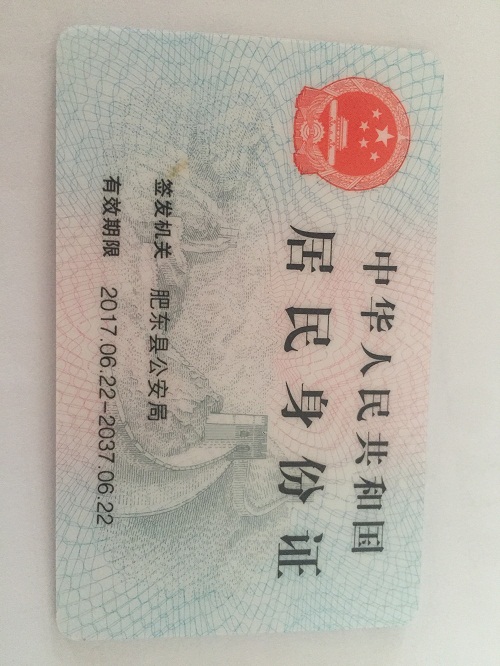 中华人民共和国
居民身份证
签发机关 肥东县公安局
有效期限 2017.06.22-2037.06.22